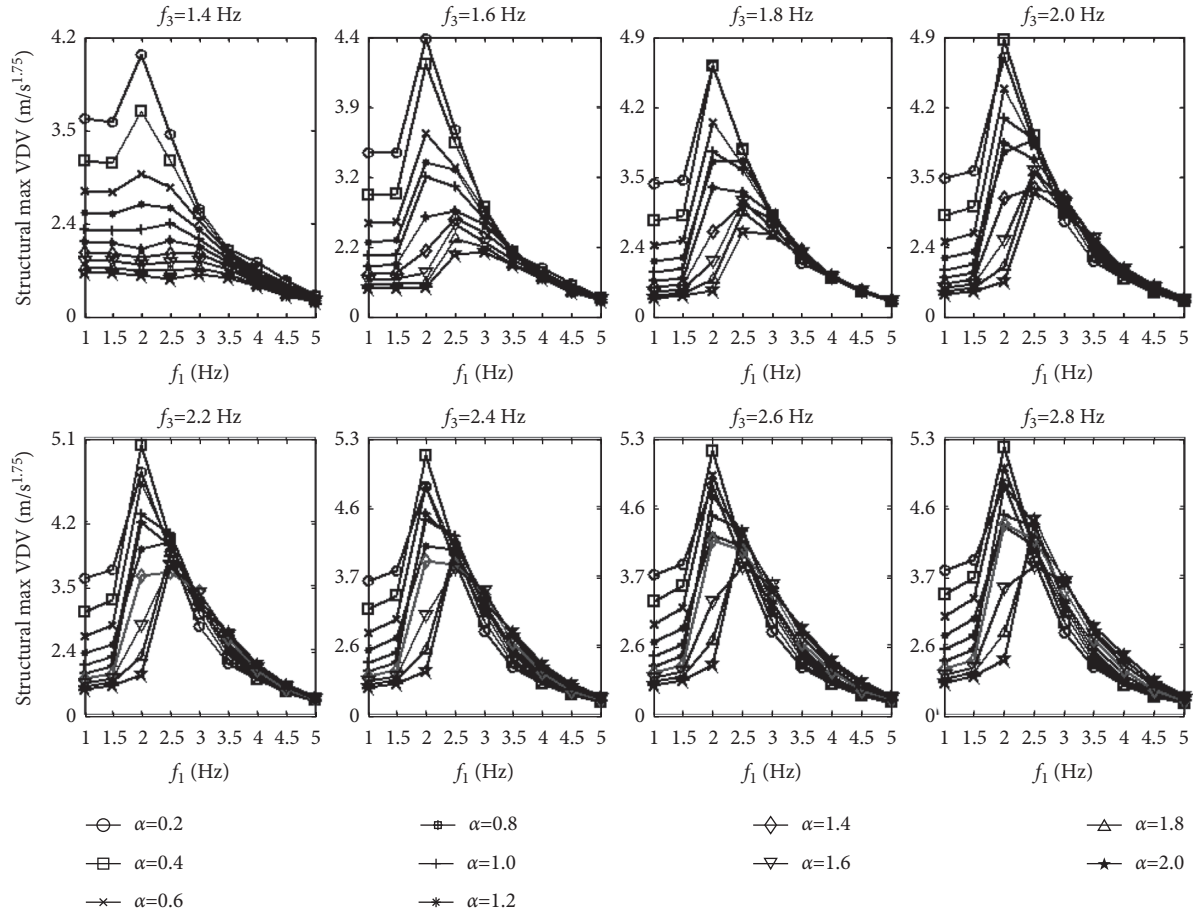 f3=1.4 Hz
f3=1.6 Hz
f3=1.8 Hz
f3=2.0 Hz
Structural max VDV (m/s^1.75)
4.2
3.5
2.4
0
1 1.5 2 2.5 3 3.5 4 4.5 5
f1 (Hz)
4.4
3.9
3.2
2.2
0
1 1.5 2 2.5 3 3.5 4 4.5 5
f1 (Hz)
4.9
4.2
3.5
2.4
0
1 1.5 2 2.5 3 3.5 4 4.5 5
f1 (Hz)
4.9
4.2
3.5
2.4
0
1 1.5 2 2.5 3 3.5 4 4.5 5
f1 (Hz)
f3=2.2 Hz
f3=2.4 Hz
f3=2.6 Hz
f3=2.8 Hz
Structural max VDV (m/s^1.75)
5.1
4.2
3.5
2.4
0
1 1.5 2 2.5 3 3.5 4 4.5 5
f1 (Hz)
5.3
4.6
3.7
2.6
0
1 1.5 2 2.5 3 3.5 4 4.5 5
f1 (Hz)
5.3
4.6
3.7
2.6
0
1 1.5 2 2.5 3 3.5 4 4.5 5
f1 (Hz)
5.3
4.6
3.7
2.6
0
1 1.5 2 2.5 3 3.5 4 4.5 5
f1 (Hz)
α=0.2
α=0.4
α=0.6
α=0.8
α=1.0
α=1.2
α=1.4
α=1.6
α=1.8
α=2.0